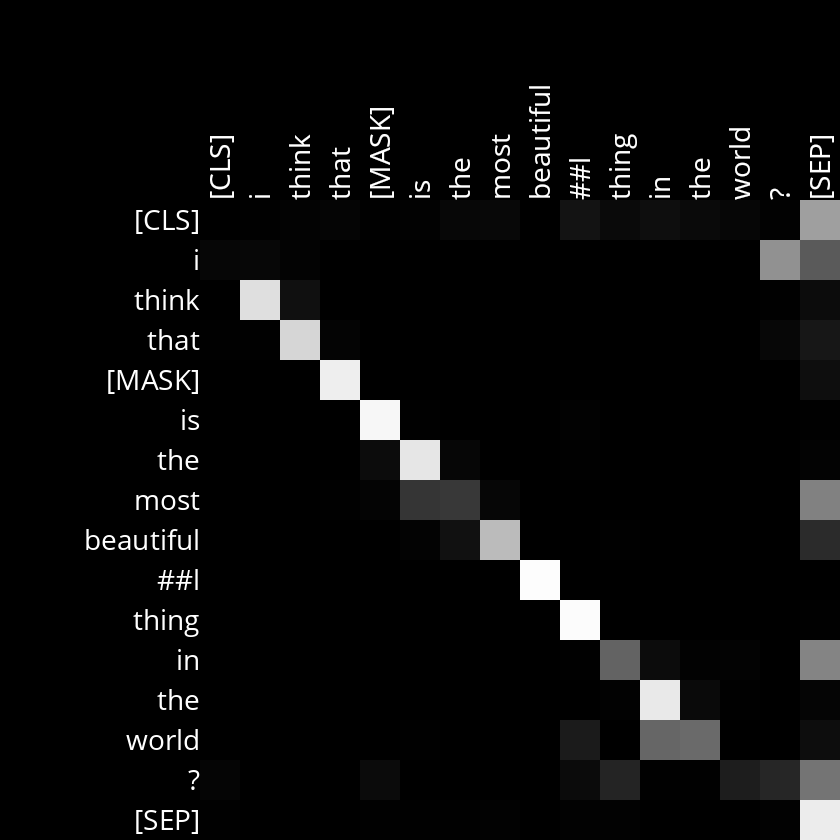 [CLS] i think that [MASK] is the most beautiful ##l thing in the world ? [SEP]
[CLS]
i
think
that
[MASK]
is
the
most
beautiful
##l
thing
in
the
world
?
[SEP]